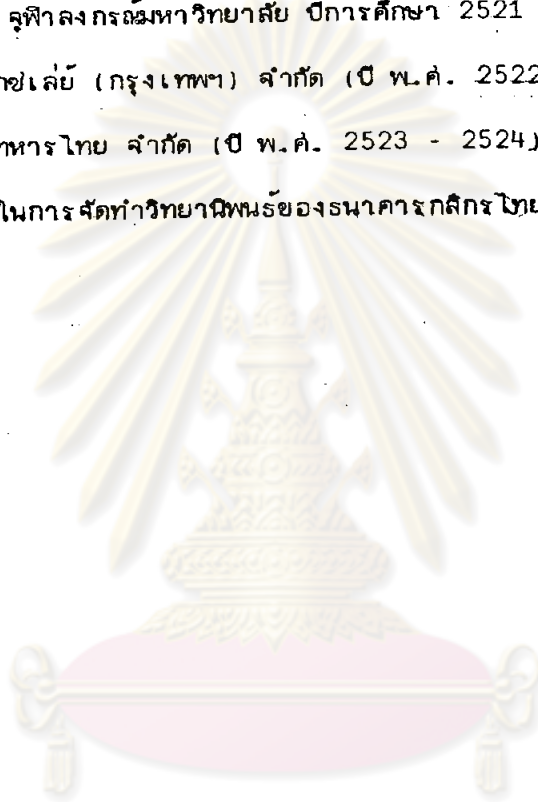 จุฬาลงกรณ์มหาวิทยาลัย ปีการศึกษา 2521
(กรุงเทพฯ) จำกัด (ปี พ.ศ. 2522
ทหารไทย จำกัด (ปี พ.ศ. 2523 - 2524)
ในการจัดทำวิทยานิพนธ์ของธนาคารกสิกรไทย